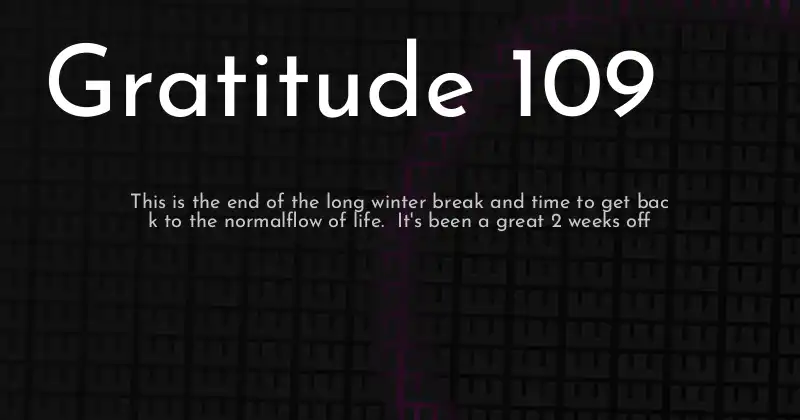 Gratitude 109
This is the end of the long winter break and time to get bac
k to the normalflow of life.  It's been a great 2 weeks off